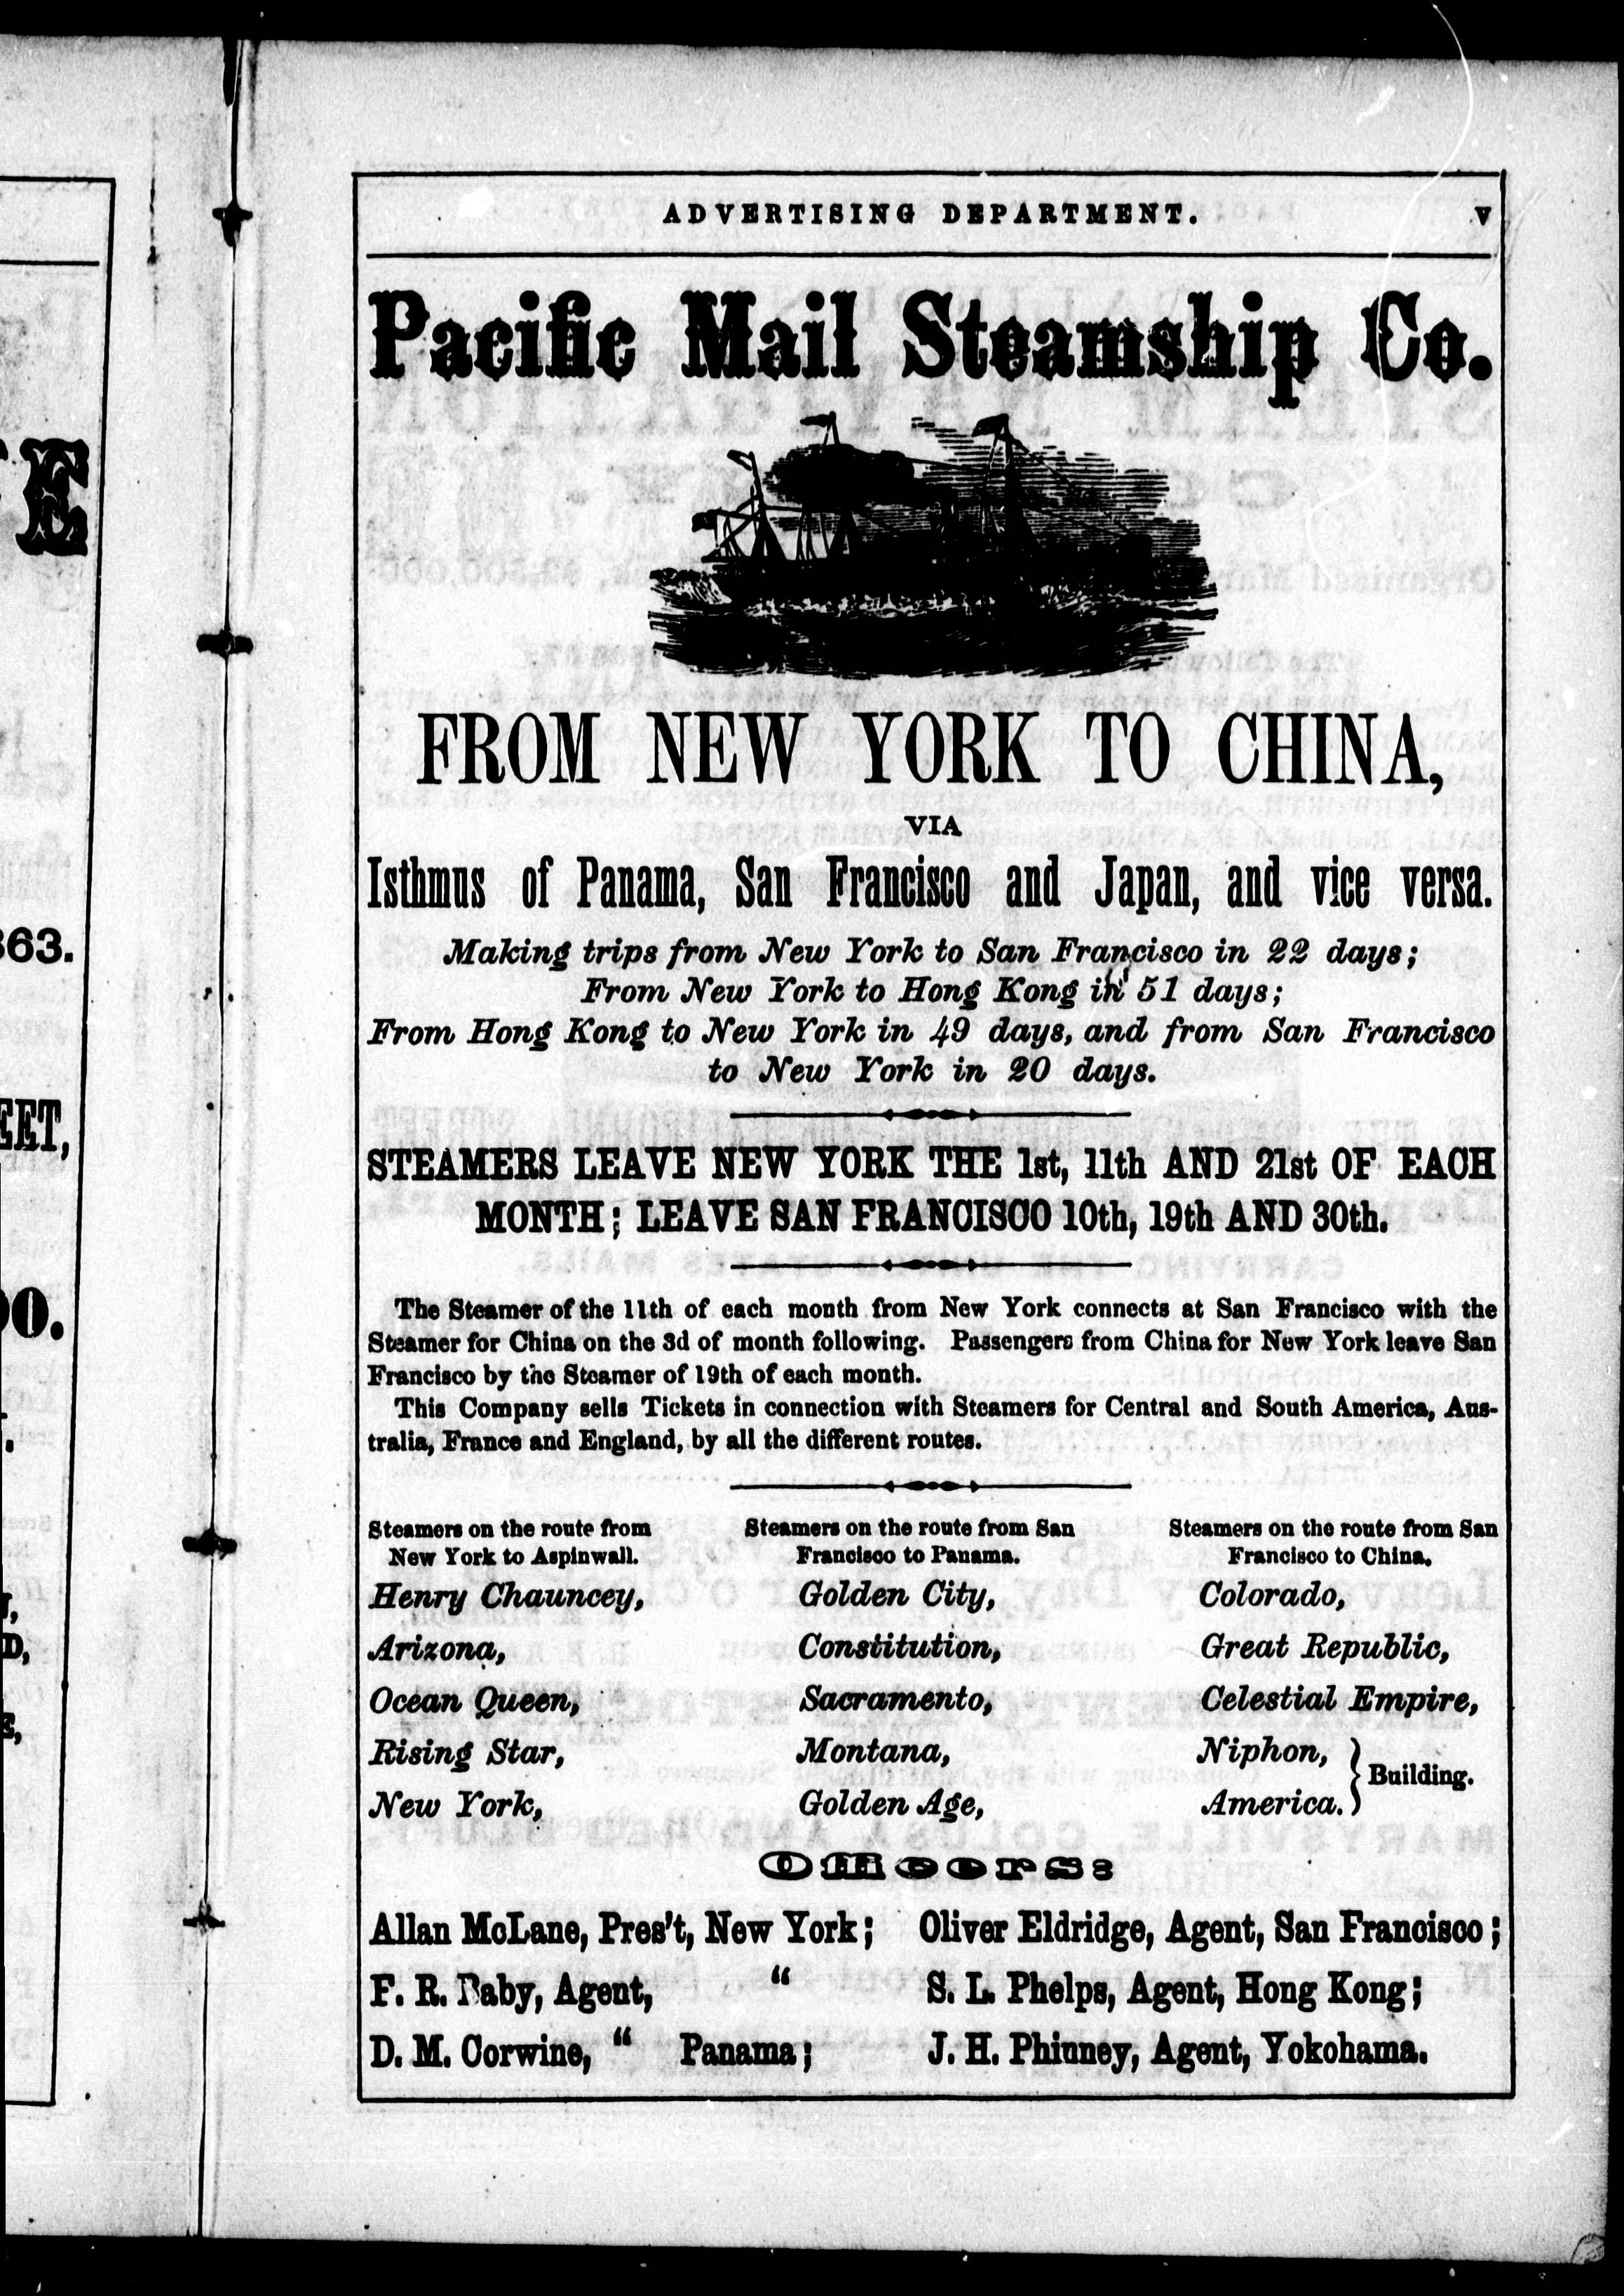 ADVERTISING DEPARTMENT. v
Pacific Mail Steamship Co.
FROM NEW YORK TO CHINA,
VIA
Isthmus of Panama, San Francisco and Japan, and vice versa.
Making trips from New York to San Francisco in 22 days;
From New York to Hong Kong in 51 days;
From Hong Kong to New York in 49 days, and from San Francisco
to New York in 20 days.
STEAMERS LEAVE NEW YORK THE 1st, 11th AND 21st OF EACH
MONTH; LEAVE SAN FRANCISCO 10th, 19th AND 30th.
The Steamer of the 11th of each month from New York connects at San Francisco with the
Steamer for China on the 3d of month following. Passengers from China for New York leave San
Francisco by the Steamer of 19th of each month.
This Company sells Tickets in connection with Steamers for Central and South America, Aus-
tralia, France and England, by all the different routes.
Steamers on the route from
New York to Aspinwall.
Henry Chauncey,
Arizona,
Ocean Queen,
Rising Star,
New York,
Steamers on the route from San
Francisco to Panama.
Golden City,
Constitution,
Sacramento,
Montana,
Golden Age,
Steamers on the route from San
Francisco to China.
Colorado,
Great Republic,
Celestial Empire,
Niphon,
America. } Building.
Officers:
Allan McLane, Pres't, New York; Oliver Eldridge, Agent, San Francisco;
F. R. Baby, Agent, " S. L. Phelps, Agent, Hong Kong;
D. M. Corwine, " Panama; J. H. Phinney, Agent, Yokohama.
E
863.
EET,
O.
D,
E,